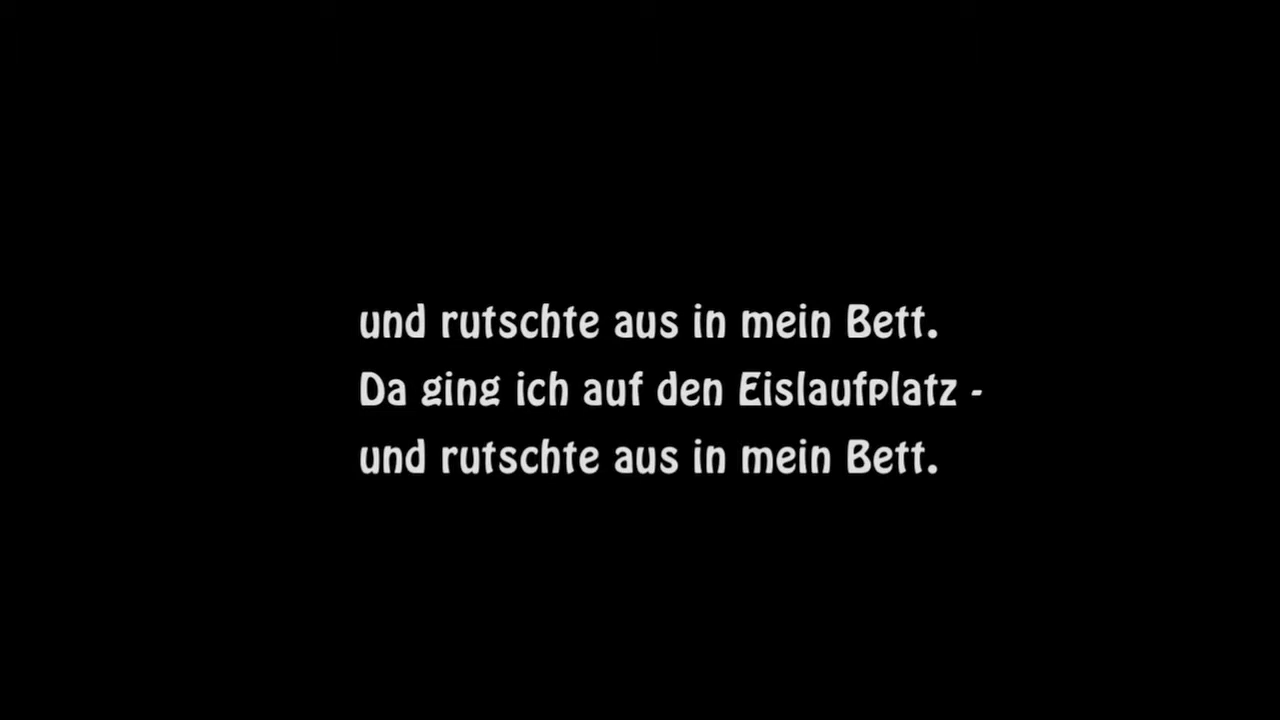 und rutschte aus in mein Bett.
Da ging ich auf den Eislaufplatz -
und rutschte aus in mein Bett.